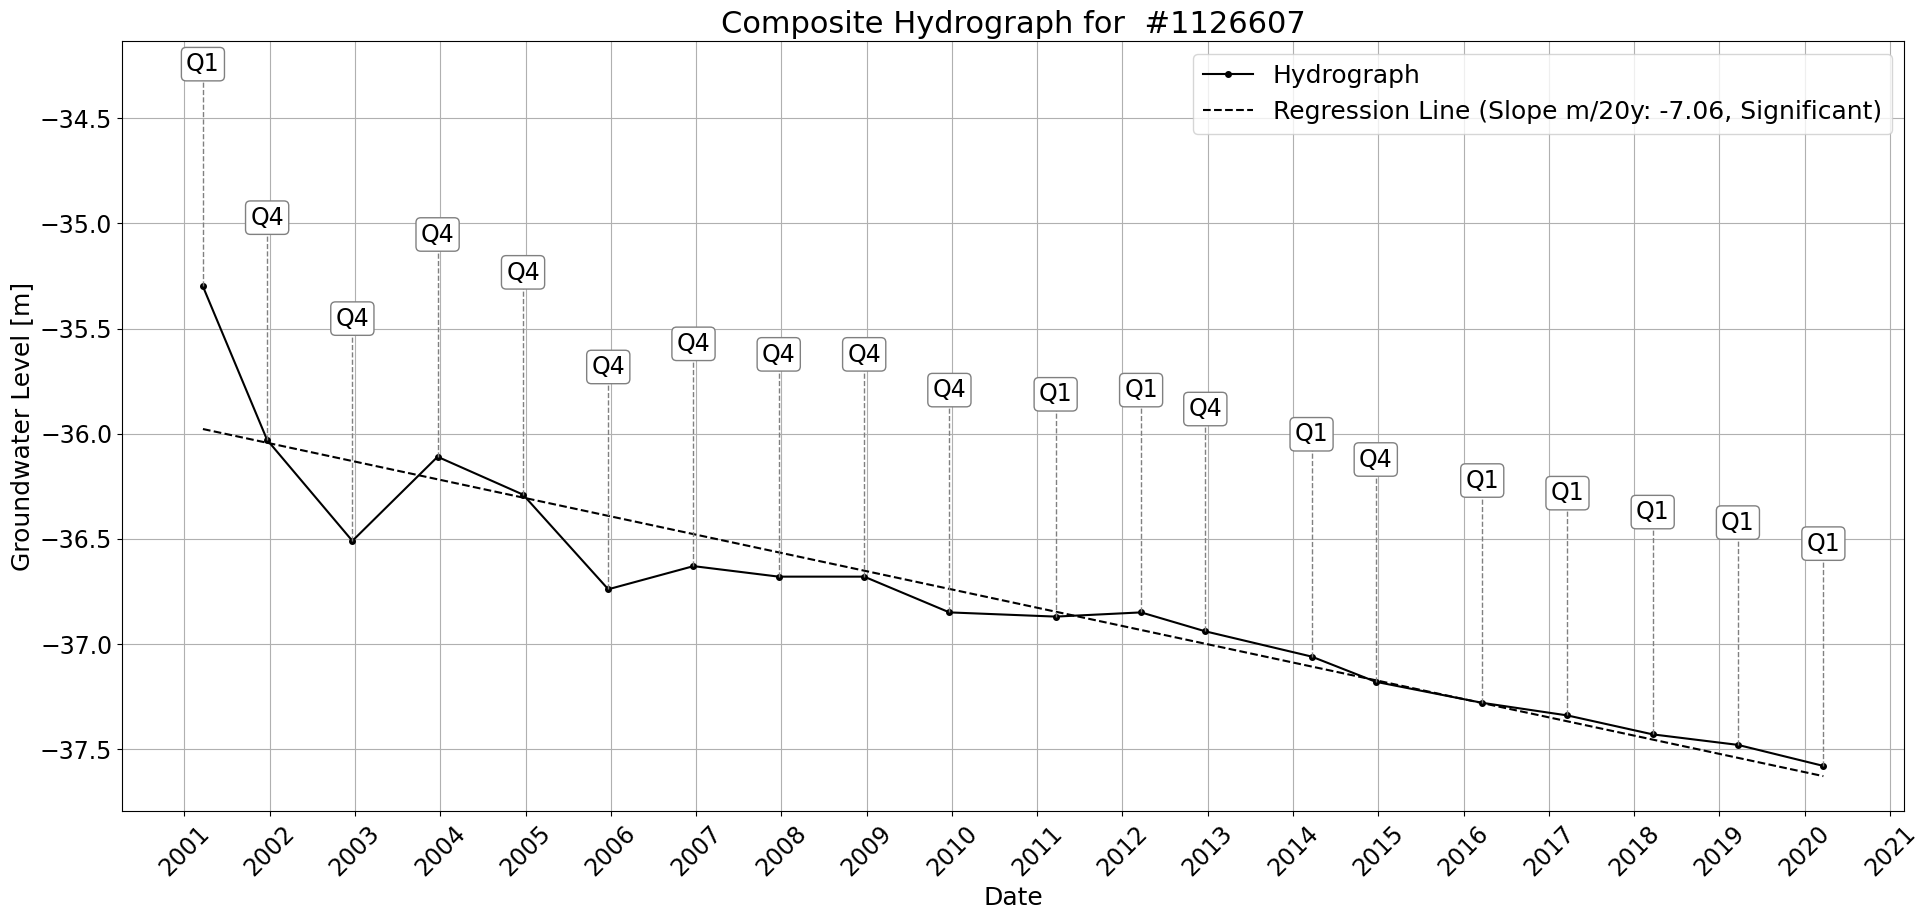 Composite Hydrograph for  #1126607
Hydrograph
Regression Line (Slope m/20y: -7.06, Significant)
Groundwater Level [m]
−34.5
−35.0
−35.5
−36.0
−36.5
−37.0
−37.5
Q1
Q4
Q4
Q4
Q4
Q4
Q4
Q4
Q4
Q4
Q1
Q1
Q4
Q1
Q4
Q1
Q1
Q1
Q1
Q1
2001
2002
2003
2004
2005
2006
2007
2008
2009
2010
2011
2012
2013
2014
2015
2016
2017
2018
2019
2020
2021
Date